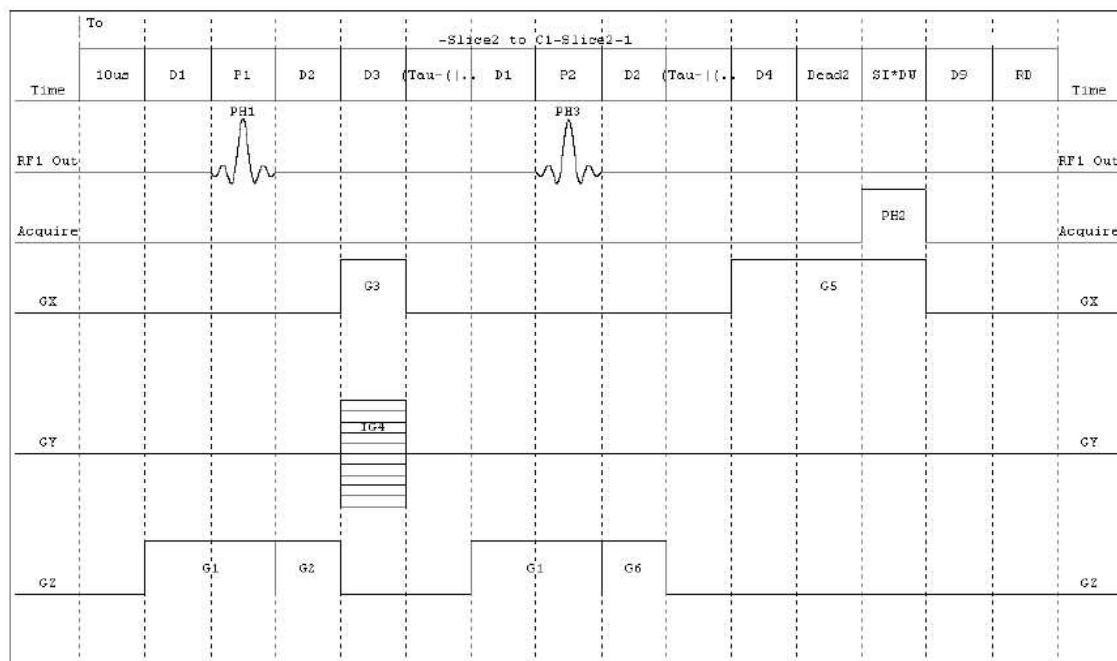 To
-Slice2 to C1-Slice2-1
Time 10us D1 P1 D2 D3 (Tau-(|.. D1 P2 D2 (Tau-|(.. D4 Dead2 SI*DW D9 RD Time
PH1 PH3
RF1 Out RF1 Out
PH2
Acquire Acquire
G3 G5
GX GX
IG4
GY GY
G1 G2 G1 G6
GZ GZ